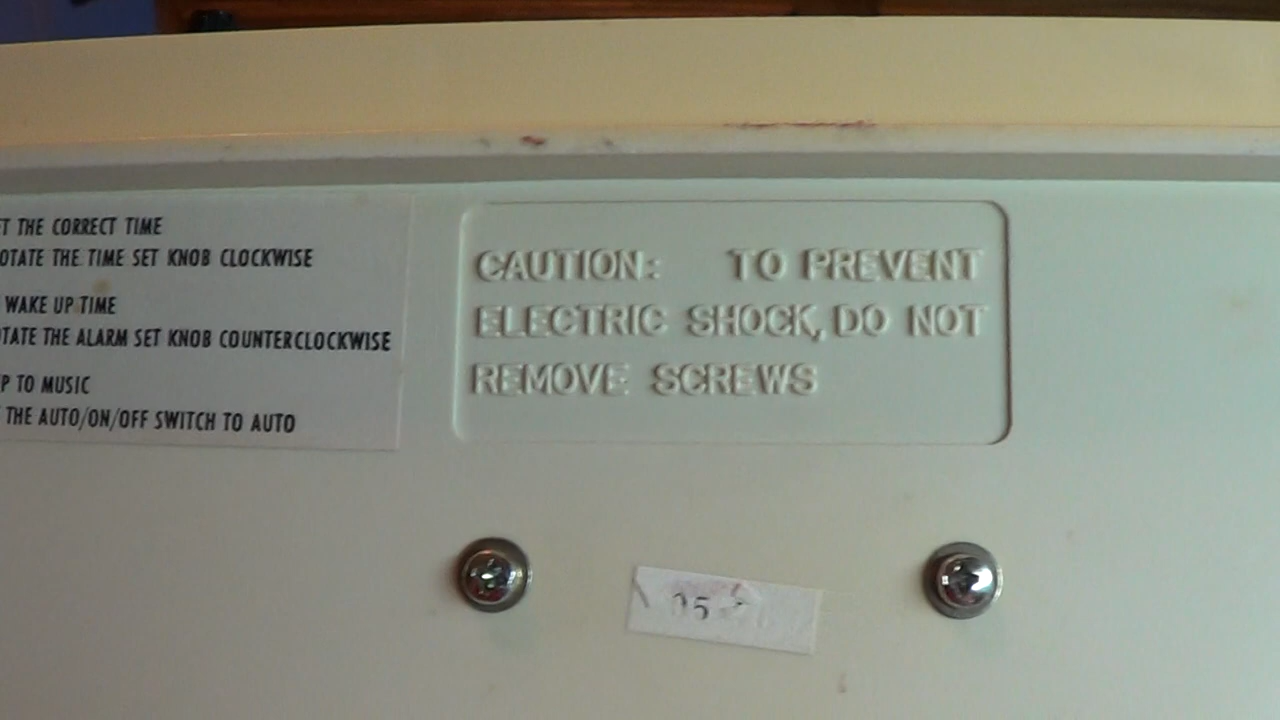 T THE CORRECT TIME
OTATE THE TIME SET KNOB CLOCKWISE
WAKE UP TIME
TATE THE ALARM SET KNOB COUNTERCLOCKWISE
P TO MUSIC
THE AUTO/ON/OFF SWITCH TO AUTO
CAUTION: TO PREVENT
ELECTRIC SHOCK, DO NOT
REMOVE SCREWS